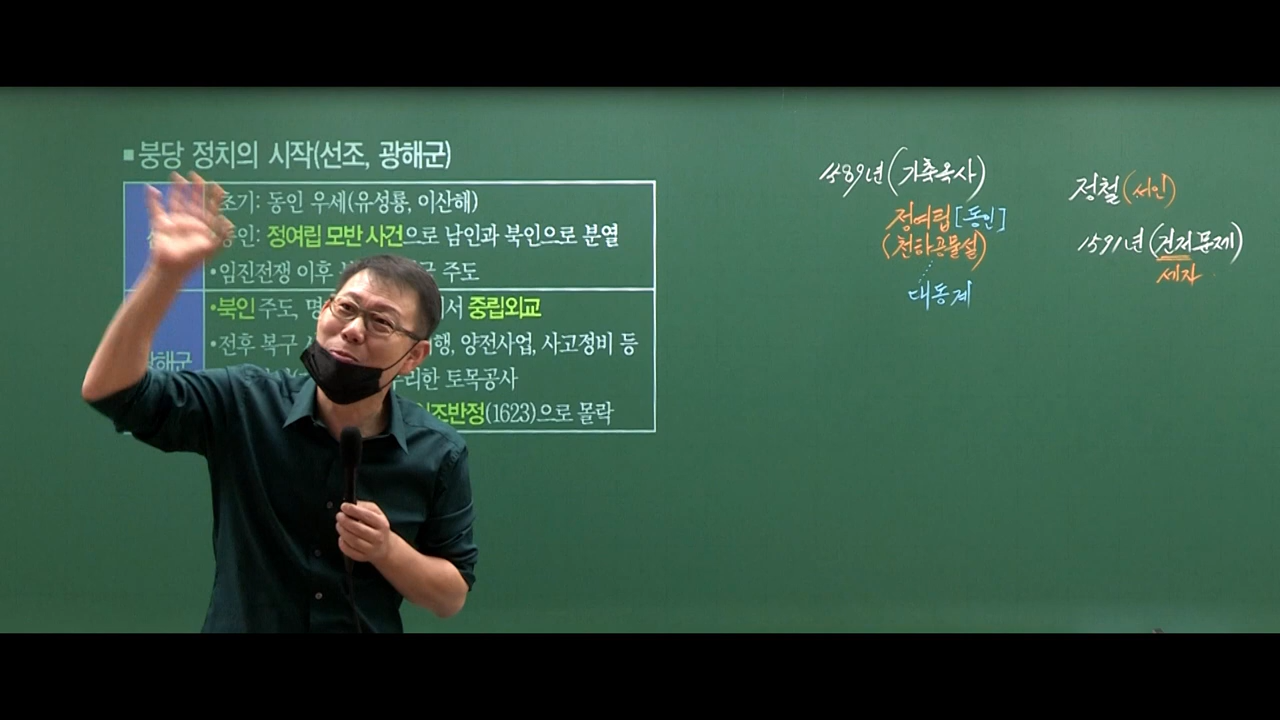 ▪붕당 정치의 시작(선조, 광해군)
초기: 동인 우세(유성룡, 이산해)
동인: 정여립 모반 사건으로 남인과 북인으로 분열
•임진전쟁 이후 주도
광해군
•북인 주도, 명 서 중립외교
•전후 복구 행, 양전사업, 사고정비 등
무리한 토목공사
인조반정(1623)으로 몰락
1589년(기축옥사)
정여립[동인]
(천하공물설)
대동계
정철(서인)
1591년(건저문제)
세자